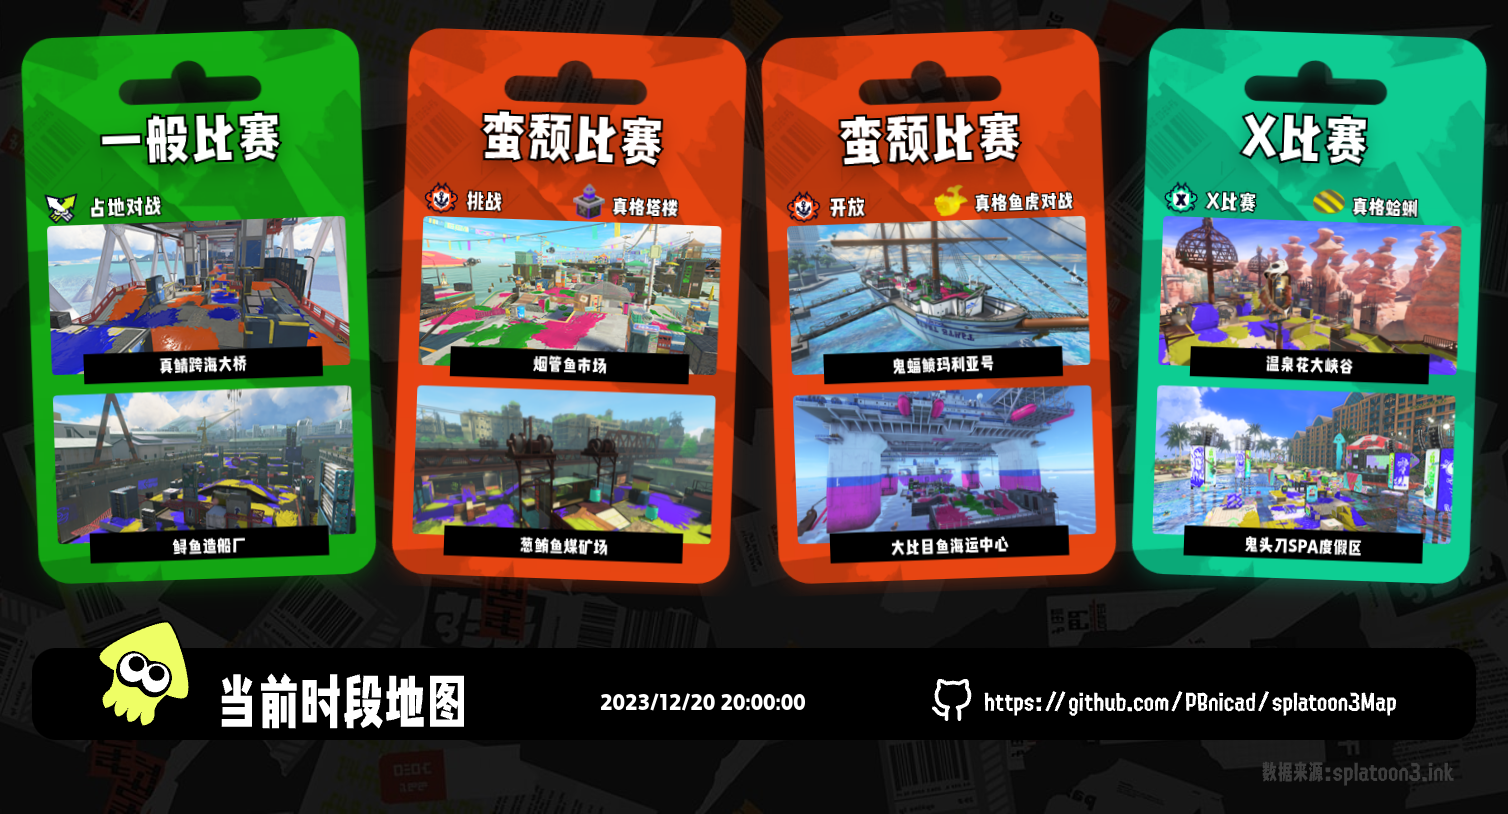 一般比赛
占地对战
真鲭跨海大桥
鲟鱼造船厂
蛮颓比赛
挑战
真格塔楼
烟管鱼市场
葱鲔鱼煤矿场
蛮颓比赛
开放
真格鱼虎对战
鬼蝠鲼玛利亚号
大比目鱼海运中心
X比赛
X比赛
真格蛤蜊
温泉花大峡谷
鬼头刀SPA度假区
当前时段地图
2023/12/20 20:00:00
https://github.com/PBnicad/splatoon3Map
数据来源:splatoon3.ink